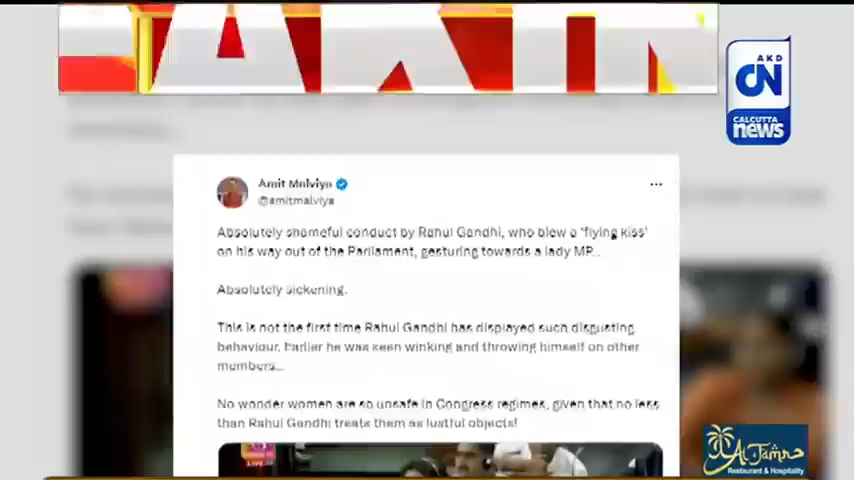 AKD
CN
CALCUTTA
news
Amit Malviya
@amitmalviya
Absolutely shameful conduct by Rahul Gandhi, who blew a 'flying kiss'
on his way out of the Parliament, gesturing towards a lady MP...
Absolutely sickening.
This is not the first time Rahul Gandhi has displayed such disgusting
behaviour. Earlier he was seen winking and throwing himself on other
members...
No wonder women are so unsafe in Congress regimes, given that no less
than Rahul Gandhi treats them as lustful objects!
LIVE
Restaurant & Hospitality